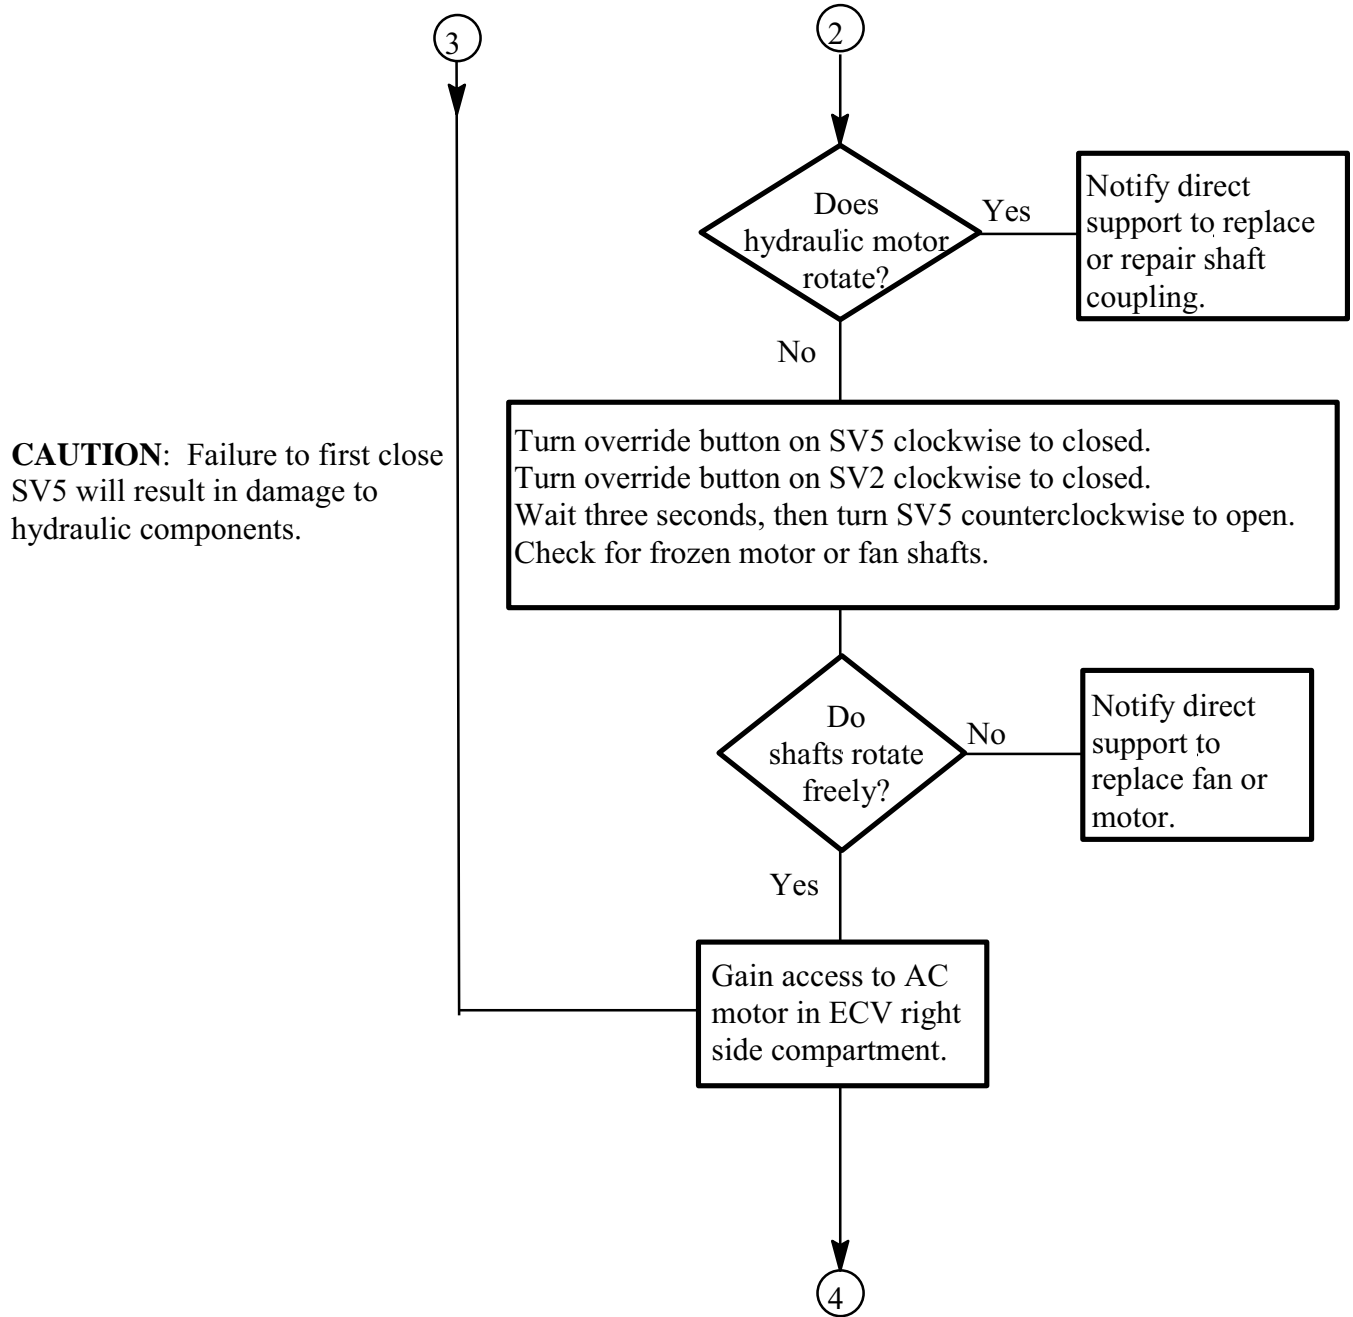 3
2
Does
hydraulic motor
rotate?
Yes
Notify direct
support to replace
or repair shaft
coupling.
No
CAUTION: Failure to first close
SV5 will result in damage to
hydraulic components.
Turn override button on SV5 clockwise to closed.
Turn override button on SV2 clockwise to closed.
Wait three seconds, then turn SV5 counterclockwise to open.
Check for frozen motor or fan shafts.
Do
shafts rotate
freely?
No
Notify direct
support to
replace fan or
motor.
Yes
Gain access to AC
motor in ECV right
side compartment.
4